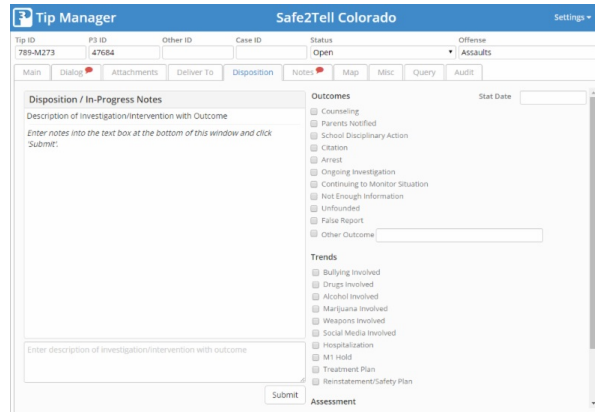 P3 Tip Manager
Safe2Tell Colorado
Settings
Tip ID P3 ID Other ID Case ID Status Offense
789-M273 47684 Open Assaults
Main Dialog Attachments Deliver To Disposition Notes Map Misc Query Audit
Disposition / In-Progress Notes
Description of Investigation/Intervention with Outcome
Enter notes into the text box at the bottom of this window and click
'Submit'.
Enter description of investigation/intervention with outcome
Submit
Outcomes
Stat Date
Counseling
Parents Notified
School Disciplinary Action
Citation
Arrest
Ongoing Investigation
Continuing to Monitor Situation
Not Enough Information
Unfounded
False Report
Other Outcome
Trends
Bullying Involved
Drugs Involved
Alcohol Involved
Marijuana Involved
Weapons Involved
Social Media Involved
Hospitalization
M1 Hold
Treatment Plan
Reinstatement/Safety Plan
Assessment